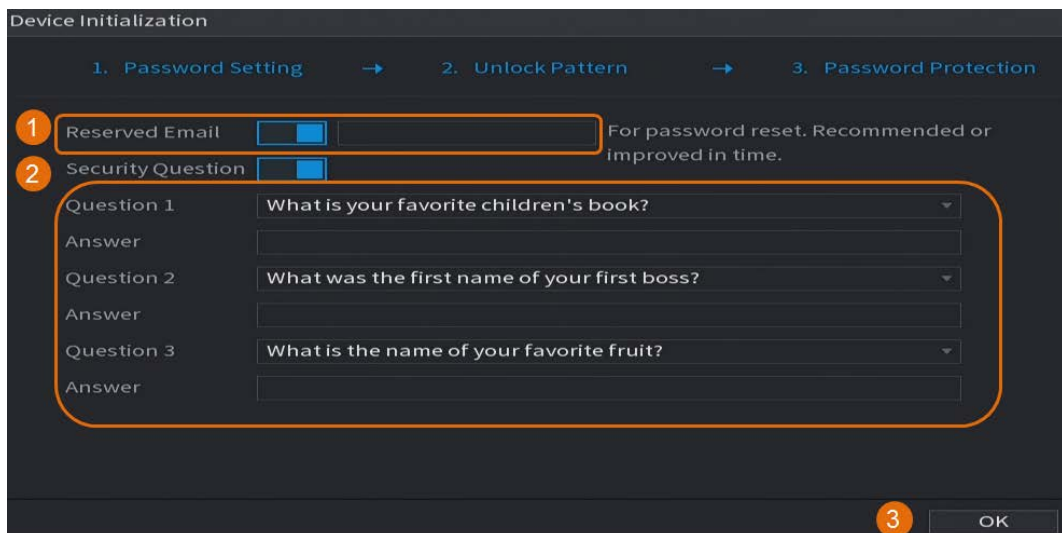 Device Initialization
1. Password Setting → 2. Unlock Pattern → 3. Password Protection
1 Reserved Email For password reset. Recommended or
improved in time.
2 Security Question
Question 1 What is your favorite children's book?
Answer
Question 2 What was the first name of your first boss?
Answer
Question 3 What is the name of your favorite fruit?
Answer
3 OK